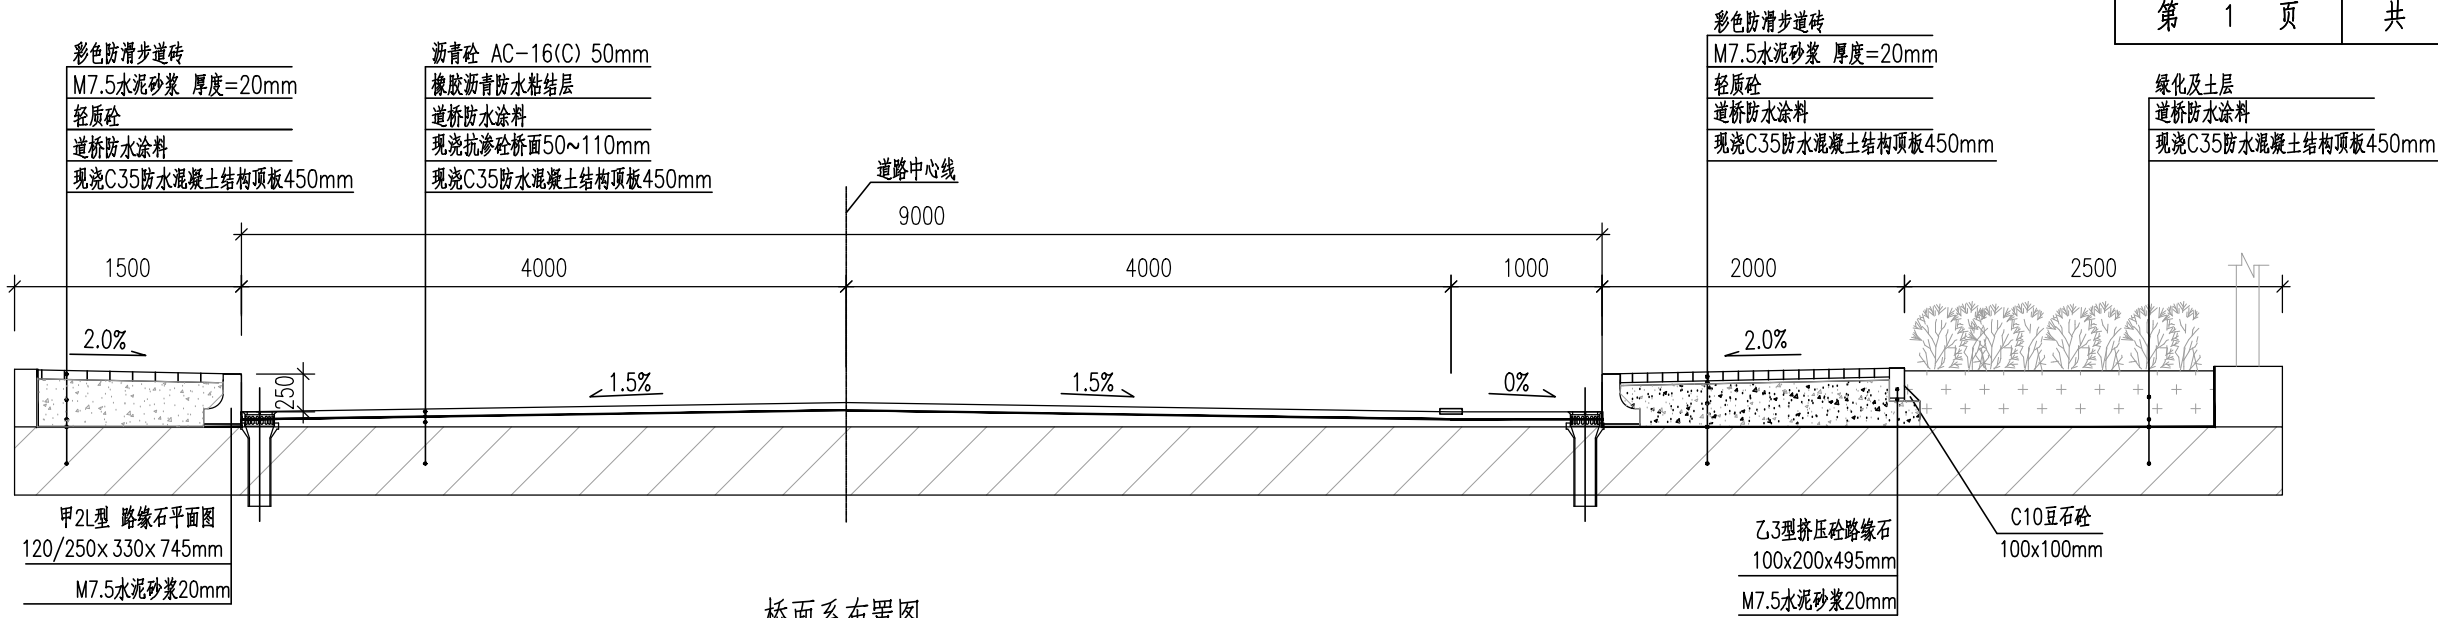 第 1 页 共
彩色防滑步道砖
M7.5水泥砂浆 厚度=20mm
轻质砼
道桥防水涂料
现浇C35防水混凝土结构顶板450mm
沥青砼 AC-16(C) 50mm
橡胶沥青防水粘结层
道桥防水涂料
现浇抗渗砼桥面50~110mm
现浇C35防水混凝土结构顶板450mm
道路中心线
彩色防滑步道砖
M7.5水泥砂浆 厚度=20mm
轻质砼
道桥防水涂料
现浇C35防水混凝土结构顶板450mm
绿化及土层
道桥防水涂料
现浇C35防水混凝土结构顶板450mm
9000
1500 4000 4000 1000 2000 2500
2.0%
250
1.5%
1.5%
0%
2.0%
甲2L型 路缘石平面图
120/250x330x745mm
M7.5水泥砂浆20mm
乙3型挤压砼路缘石
100x200x495mm
M7.5水泥砂浆20mm
C10豆石砼
100x100mm
桥面系布置图